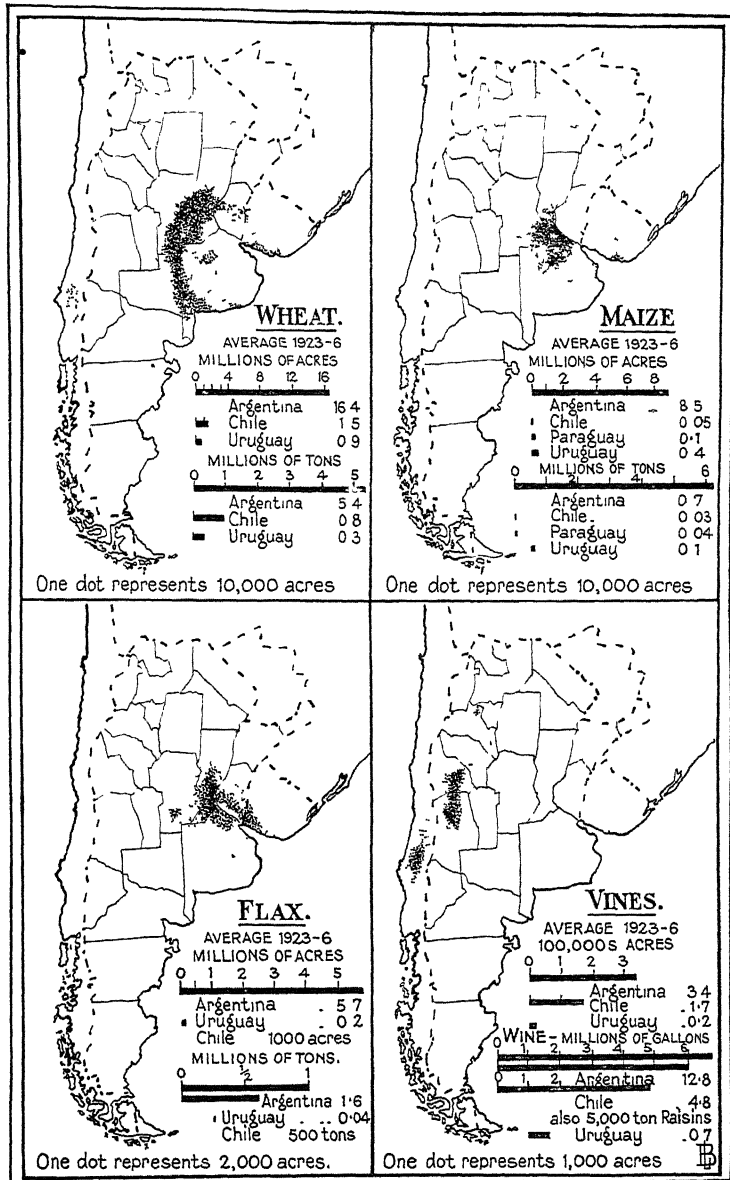 WHEAT.
AVERAGE 1923-6
MILLIONS OF ACRES
0 4 8 12 16
Argentina 16 4
Chile 1 5
Uruguay 0 9
MILLIONS OF TONS
0 1 2 3 4 5
Argentina 5 4
Chile 0 8
Uruguay 0 3
One dot represents 10,000 acres
MAIZE
AVERAGE 1923-6
MILLIONS OF ACRES
0 2 4 6 8
Argentina 8 5
Chile 0 05
Paraguay 0·1
Uruguay 0 4
MILLIONS OF TONS
0 2 4 6
Argentina 0 7
Chile 0 03
Paraguay 0 04
Uruguay 0 1
One dot represents 10,000 acres
FLAX.
AVERAGE 1923-6
MILLIONS OF ACRES
0 1 2 3 4 5
Argentina . 5 7
Uruguay . 0 2
Chile 1000 acres
MILLIONS OF TONS.
0 1/2 1
Argentina 1·6
Uruguay . .. . 0·04
Chile 500 tons
One dot represents 2,000 acres.
VINES.
AVERAGE 1923-6
100,000S ACRES
0 1 2 3
Argentina 3 4
Chile . 1·7
Uruguay .0·2
WINE - MILLIONS OF GALLONS
0 1 2 3 4 5 6
0 1 2
Argentina 12.8
Chile 4.8
also 5,000 ton Raisins
Uruguay .0 7
One dot represents 1,000 acres